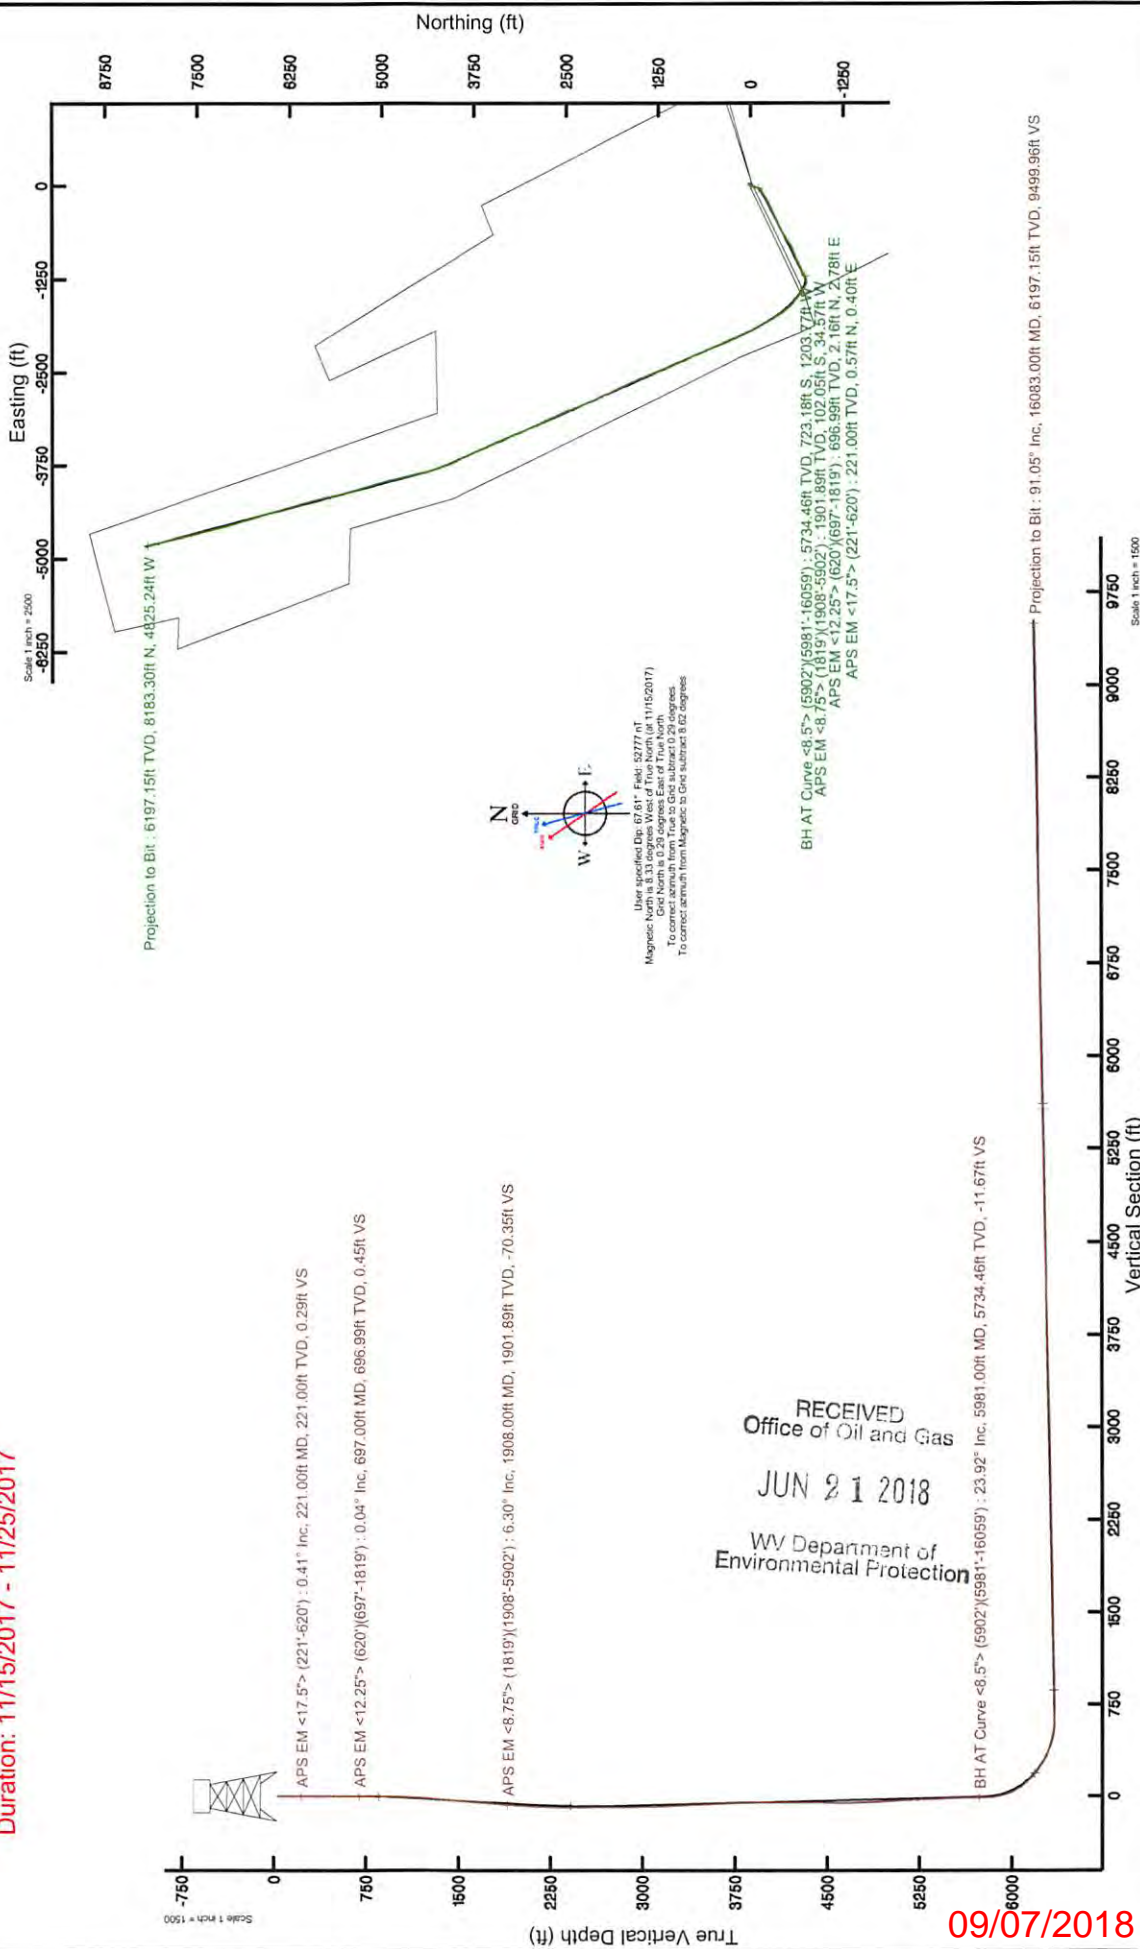 Duration: 11/15/2017 - 11/25/2017
Northing (ft)
8750
7500
6250
5000
3750
2500
1250
0
-1250
Easting (ft)
0
-1250
-2500
-3750
-5000
-6250
Scale 1 inch = 2500
Projection to Bit : 6197.15ft TVD, 8183.30ft N, 4825.24ft W
BH AT Curve <8.5"> (5902')(5981'-16059') : 5734.46ft TVD, 723.18ft S, 1203.77ft W
APS EM <8.75"> (1819')(1908'-5902') : 1901.89ft TVD, 102.05ft S, 34.57ft W
APS EM <12.25"> (620')(697'-1819') : 696.99ft TVD, 2.16ft N, 2.78ft E
APS EM <17.5"> (221'-620') : 221.00ft TVD, 0.57ft N, 0.40ft E
N
GRID
TRUE
W
E
User specified Dip: 67.61° Field: 52777 nT
Magnetic North is 8.33 degrees West of True North (at 11/15/2017)
Grid North is 0.29 degrees East of True North
To correct azimuth from True to Grid subtract 0.29 degrees
To correct azimuth from Magnetic to Grid subtract 8.62 degrees
APS EM <17.5"> (221'-620') : 0.41° Inc, 221.00ft MD, 221.00ft TVD, 0.29ft VS
APS EM <12.25"> (620')(697'-1819') : 0.04° Inc, 697.00ft MD, 696.99ft TVD, 0.45ft VS
APS EM <8.75"> (1819')(1908'-5902') : 6.30° Inc, 1908.00ft MD, 1901.89ft TVD, -70.35ft VS
BH AT Curve <8.5"> (5902')(5981'-16059') : 23.92° Inc, 5981.00ft MD, 5734.46ft TVD, -11.67ft VS
Projection to Bit : 91.05° Inc, 16083.00ft MD, 6197.15ft TVD, 9499.96ft VS
RECEIVED
Office of Oil and Gas
JUN 21 2018
WV Department of
Environmental Protection
Scale 1 inch = 1500
True Vertical Depth (ft)
-750
0
750
1500
2250
3000
3750
4500
5250
6000
Vertical Section (ft)
0
750
1500
2250
3000
3750
4500
5250
6000
6750
7500
8250
9000
9750
Scale 1 inch = 1500
09/07/2018